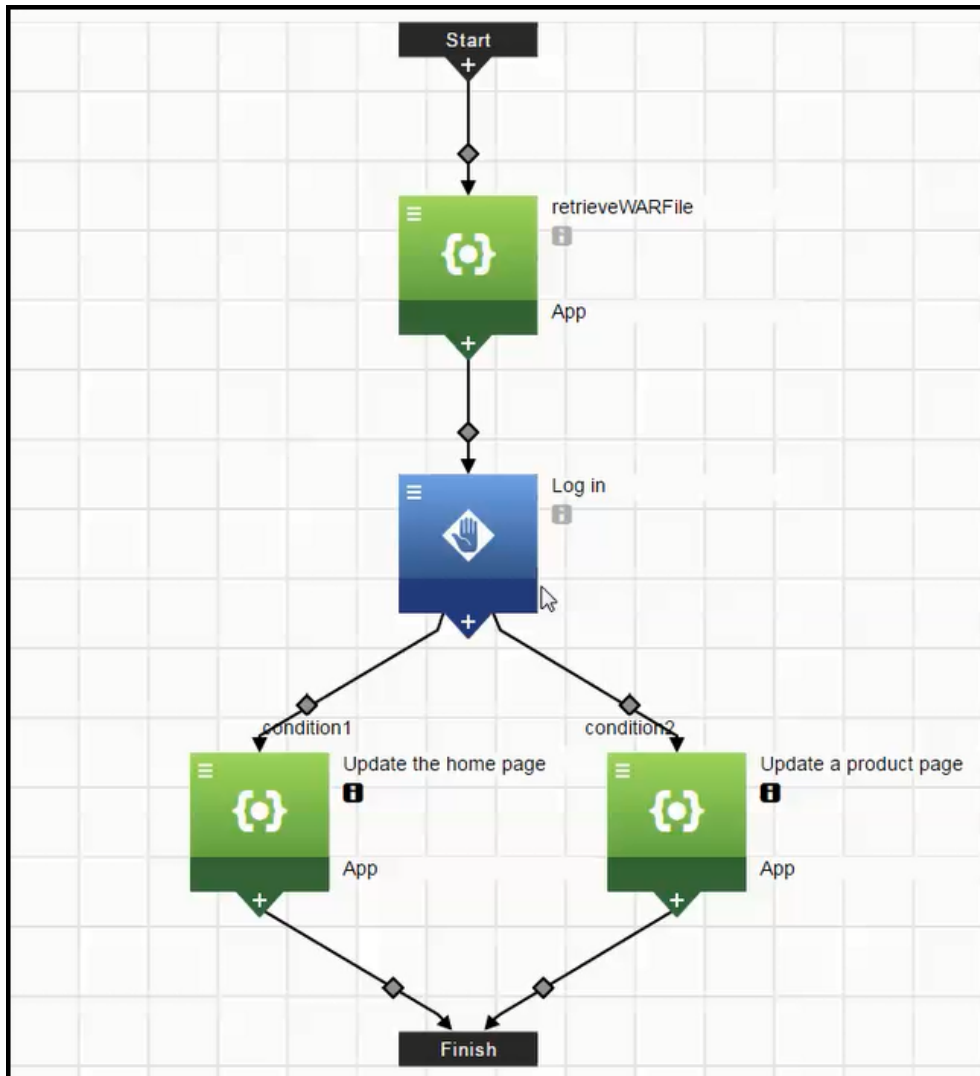 Start
retrieveWARFile
App
Log in
condition1
condition2
Update the home page
Update a product page
App
App
Finish